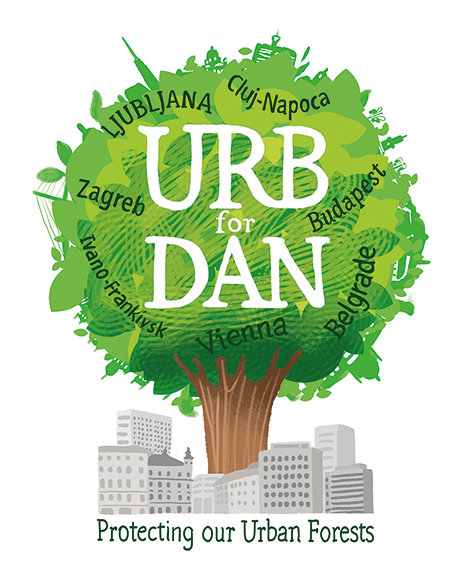 LJUBLJANA
Cluj-Napoca
URB
for
DAN
Zagreb
Budapest
Ivano-Frankivsk
Belgrade
Vienna
Protecting our Urban Forests